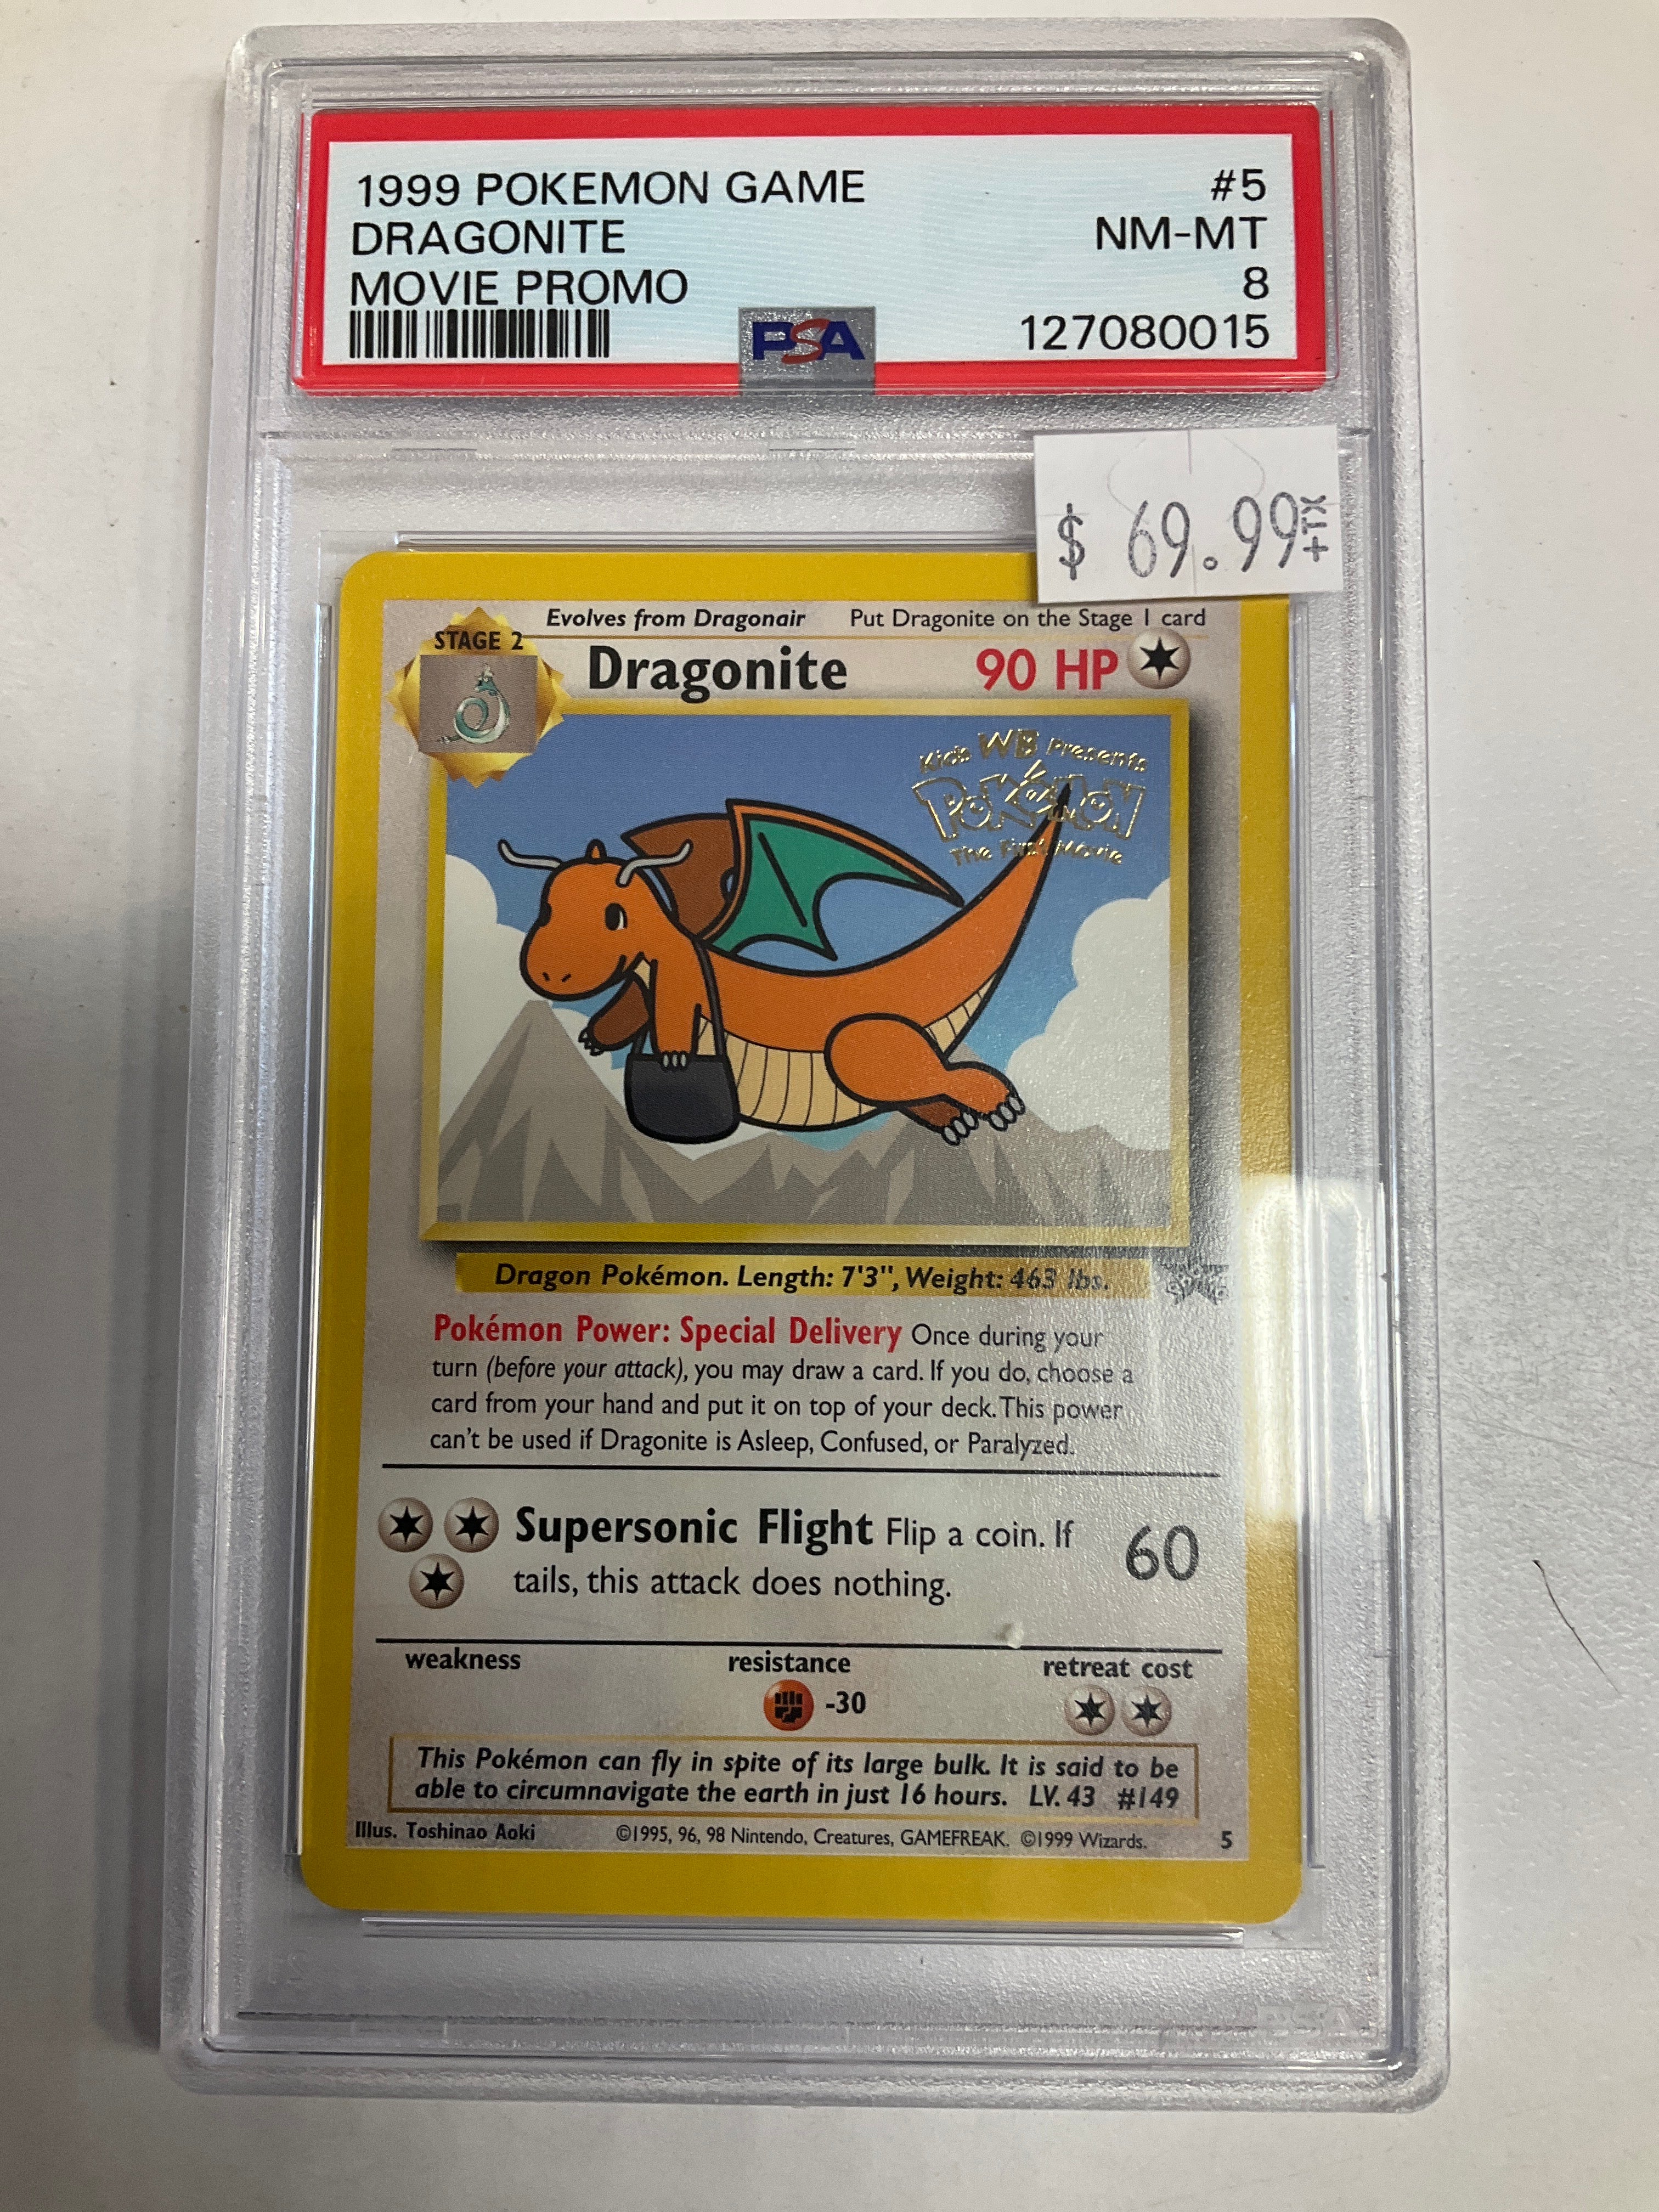 1999 POKEMON GAME #5
DRAGONITE NM-MT
MOVIE PROMO 8
PSA 127080015
$ 69.99 +TX
Evolves from Dragonair Put Dragonite on the Stage 1 card
STAGE 2
Dragonite 90 HP
Kids WB Presents
POKéMON
The First Movie
Dragon Pokémon. Length: 7'3", Weight: 463 lbs.
Pokémon Power: Special Delivery Once during your
turn (before your attack), you may draw a card. If you do, choose a
card from your hand and put it on top of your deck. This power
can't be used if Dragonite is Asleep, Confused, or Paralyzed.
Supersonic Flight Flip a coin. If
tails, this attack does nothing.
60
weakness resistance retreat cost
-30
This Pokémon can fly in spite of its large bulk. It is said to be
able to circumnavigate the earth in just 16 hours. LV. 43 #149
Illus. Toshinao Aoki ©1995, 96, 98 Nintendo, Creatures, GAMEFREAK. ©1999 Wizards. 5
PSA